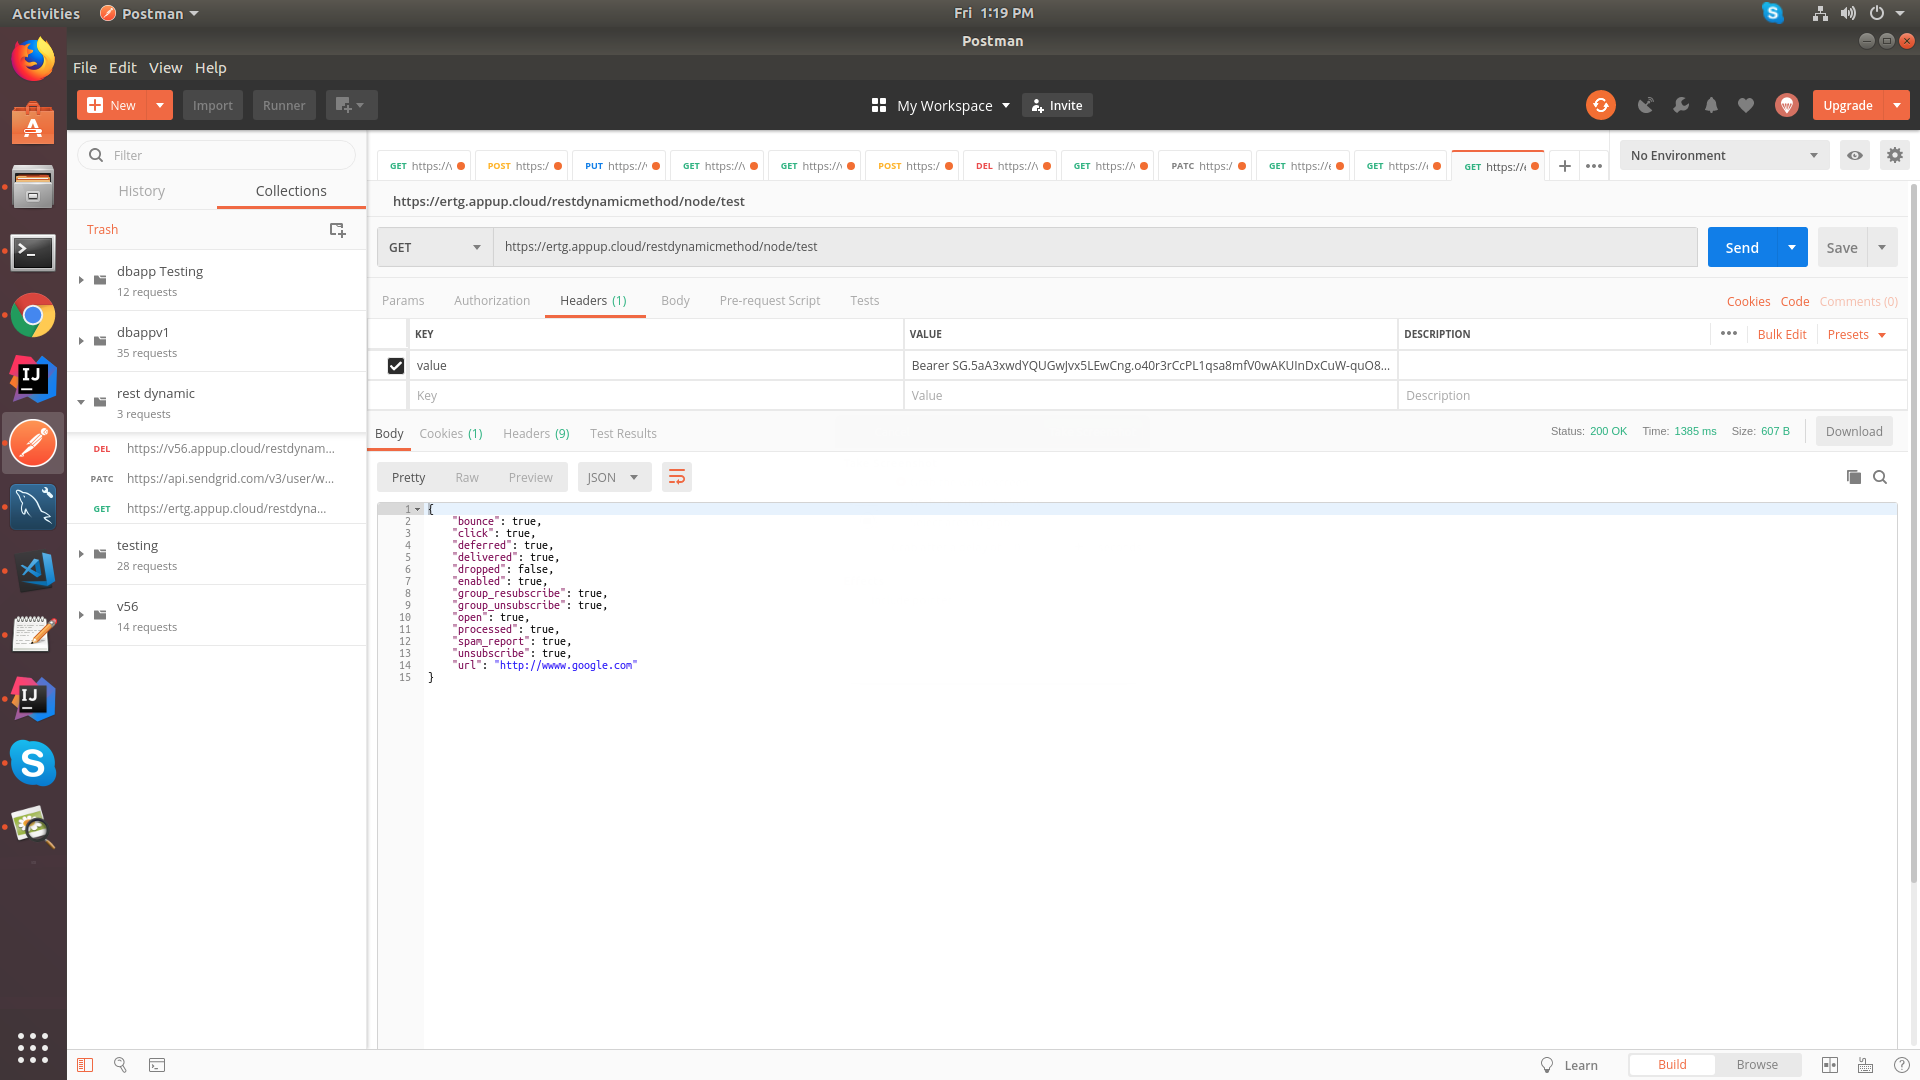 Activities
Postman
Fri 1:19 PM
Postman
File Edit View Help
New
Import
Runner
My Workspace
Invite
Upgrade
Filter
History
Collections
Trash
dbapp Testing
12 requests
dbappv1
35 requests
rest dynamic
3 requests
DEL https://v56.appup.cloud/restdynam...
PATC https://api.sendgrid.com/v3/user/w...
GET https://ertg.appup.cloud/restdyna...
testing
28 requests
v56
14 requests
GET https://
POST https:/
PUT https://
GET https://
GET https://
POST https:/
DEL https://
GET https://
PATC https:/
GET https://
GET https://
GET https://
No Environment
https://ertg.appup.cloud/restdynamicmethod/node/test
GET
https://ertg.appup.cloud/restdynamicmethod/node/test
Send
Save
Params
Authorization
Headers (1)
Body
Pre-request Script
Tests
Cookies
Code
Comments (0)
KEY
VALUE
DESCRIPTION
Bulk Edit
Presets
value
Bearer SG.5aA3xwdYQUGwJvx5LEwCng.o40r3rCcPL1qsa8mfV0wAKUInDxCuW-quO8...
Key
Value
Description
Body
Cookies (1)
Headers (9)
Test Results
Status: 200 OK
Time: 1385 ms
Size: 607 B
Download
Pretty
Raw
Preview
JSON
1 {
2 "bounce": true,
3 "click": true,
4 "deferred": true,
5 "delivered": true,
6 "dropped": false,
7 "enabled": true,
8 "group_resubscribe": true,
9 "group_unsubscribe": true,
10 "open": true,
11 "processed": true,
12 "spam_report": true,
13 "unsubscribe": true,
14 "url": "http://wwww.google.com"
15 }
Learn
Build
Browse